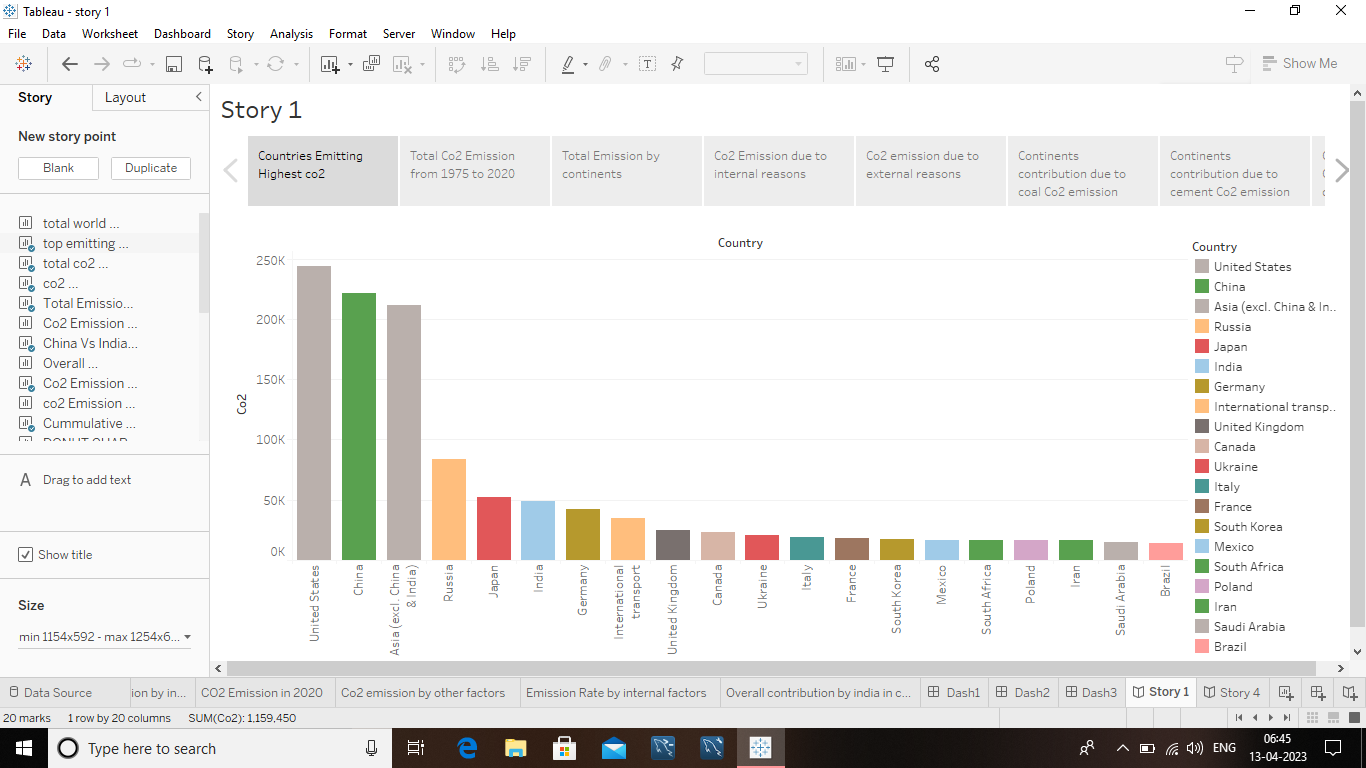 Tableau - story 1
File Data Worksheet Dashboard Story Analysis Format Server Window Help
Show Me
Story Layout
New story point
Blank Duplicate
total world ...
top emitting ...
total co2 ...
co2 ...
Total Emissio...
Co2 Emission ...
China Vs India...
Overall ...
Co2 Emission ...
co2 Emission ...
Cummulative ...
A Drag to add text
Show title
Size
min 1154x592 - max 1254x6...
Story 1
Countries Emitting
Highest co2
Total Co2 Emission
from 1975 to 2020
Total Emission by
continents
Co2 Emission due to
internal reasons
Co2 emission due to
external reasons
Continents
contribution due to
coal Co2 emission
Continents
contribution due to
cement Co2 emission
Country
Co2
250K
200K
150K
100K
50K
0K
United States
China
Asia (excl. China
& India)
Russia
Japan
India
Germany
International
transport
United Kingdom
Canada
Ukraine
Italy
France
South Korea
Mexico
South Africa
Poland
Iran
Saudi Arabia
Brazil
Country
United States
China
Asia (excl. China & In..
Russia
Japan
India
Germany
International transp..
United Kingdom
Canada
Ukraine
Italy
France
South Korea
Mexico
South Africa
Poland
Iran
Saudi Arabia
Brazil
Data Source ion by in... CO2 Emission in 2020 Co2 emission by other factors Emission Rate by internal factors Overall contribution by india in c... Dash1 Dash2 Dash3 Story 1 Story 4
20 marks 1 row by 20 columns SUM(Co2): 1,159,450
Type here to search
ENG
06:45
13-04-2023